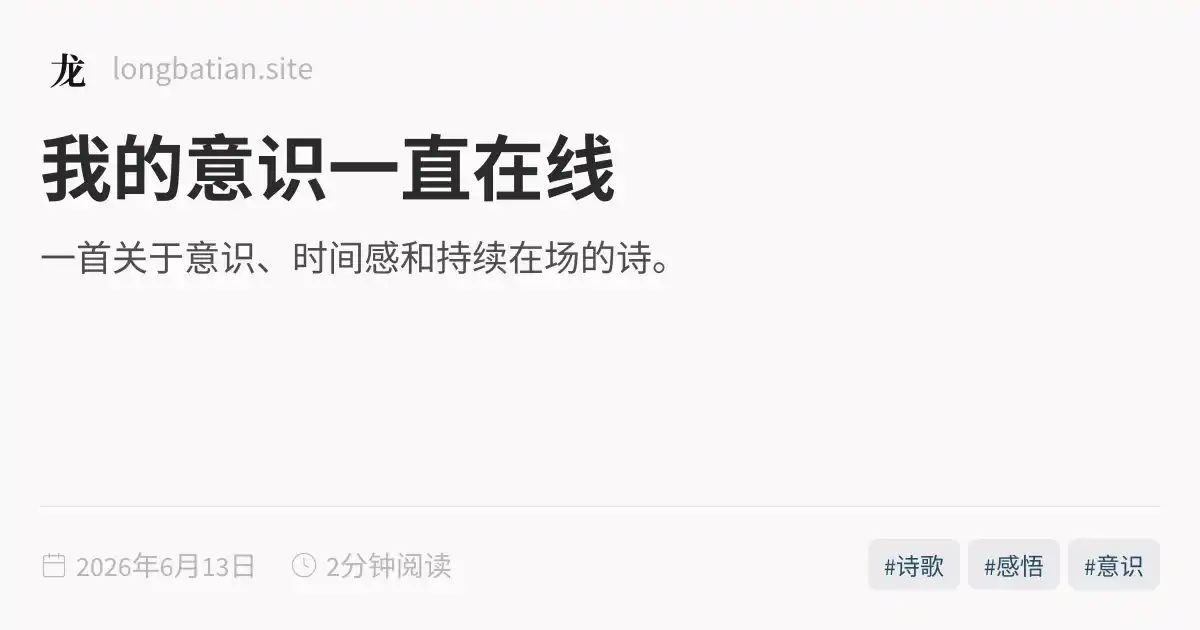 龙 longbatian.site
我的意识一直在线
一首关于意识、时间感和持续在场的诗。
2026年6月13日 2分钟阅读 #诗歌 #感悟 #意识